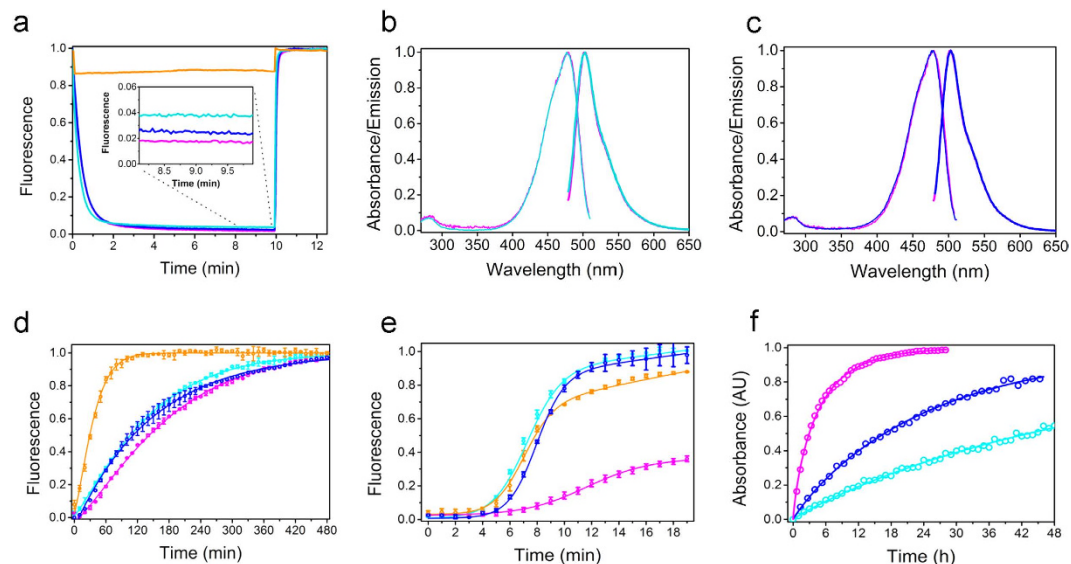 a
1.0
0.8
0.6
0.4
0.2
0.0
Fluorescence
0 2 4 6 8 10 12
Time (min)
0.06
0.04
0.02
0.00
Fluorescence
8.5 9.0 9.5
Time (min)
b
1.0
0.8
0.6
0.4
0.2
0.0
Absorbance/Emission
300 350 400 450 500 550 600 650
Wavelength (nm)
c
1.0
0.8
0.6
0.4
0.2
0.0
Absorbance/Emission
300 350 400 450 500 550 600 650
Wavelength (nm)
d
1.0
0.8
0.6
0.4
0.2
0.0
Fluorescence
0 60 120 180 240 300 360 420 480
Time (min)
e
1.0
0.8
0.6
0.4
0.2
0.0
Fluorescence
0 2 4 6 8 10 12 14 16 18
Time (min)
f
1.0
0.8
0.6
0.4
0.2
0.0
Absorbance (AU)
0 6 12 18 24 30 36 42 48
Time (h)